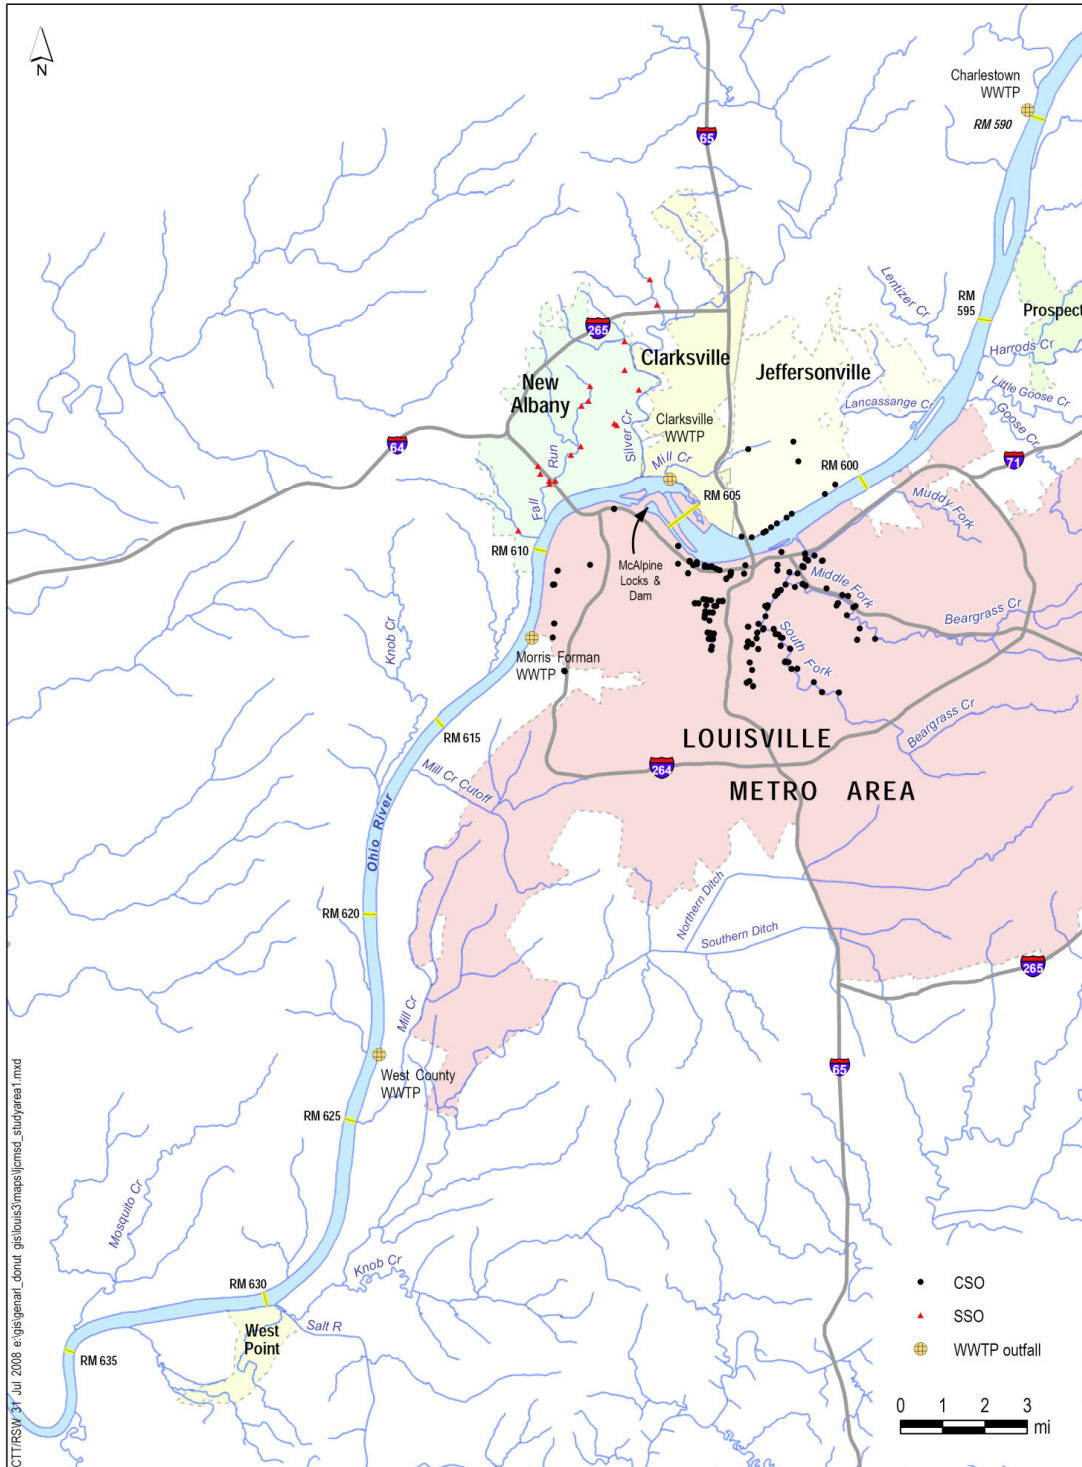 N
Charlestown
WWTP
RM 590
65
Lentizer Cr
RM
595
Prospect
Harrods Cr
265
Clarksville
Jeffersonville
Little Goose Cr
New
Albany
Lancassange Cr
Goose Cr
Clarksville
WWTP
64
Silver Cr
Run
Mill Cr
71
RM 600
RM 605
Muddy Fork
Fall
RM 610
McAlpine
Locks &
Dam
Middle Fork
Beargrass Cr
Knob Cr
South Fork
Morris Forman
WWTP
Beargrass Cr
RM 615
LOUISVILLE
264
METRO AREA
Mill Cr Cutoff
Ohio River
Northern Ditch
RM 620
Southern Ditch
265
Mill Cr
West County
WWTP
65
RM 625
Mosquito Cr
Knob Cr
RM 630
CSO
Salt R
SSO
West
Point
WWTP outfall
RM 635
0 1 2 3
mi
CTT/RSW 31 Jul 2008 e:\gis\genarl_donut gis\louis3\maps\ljcmsd_studyarea1.mxd